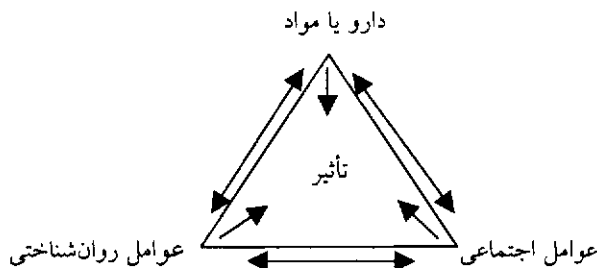 دارو یا مواد
تأثیر
عوامل اجتماعی
عوامل روان‌شناختی